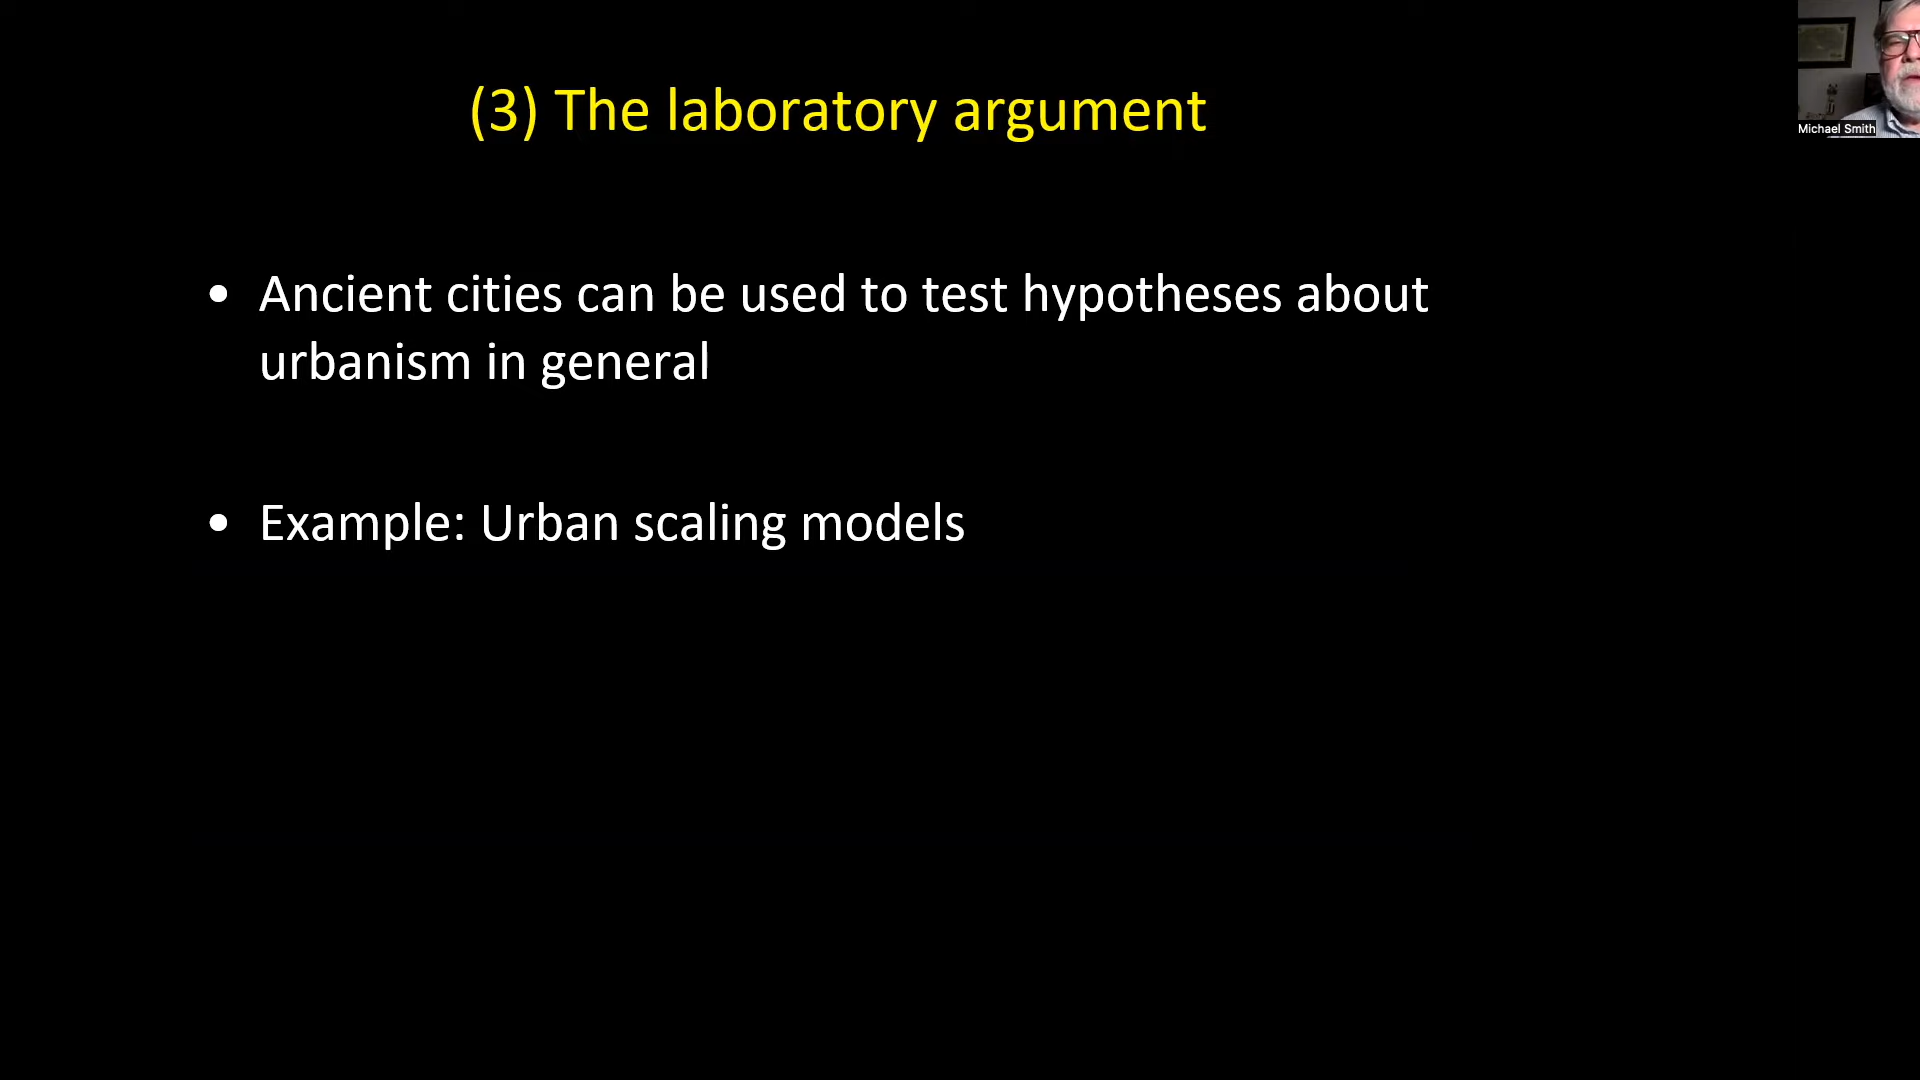 (3) The laboratory argument
Michael Smith
• Ancient cities can be used to test hypotheses about
urbanism in general
• Example: Urban scaling models